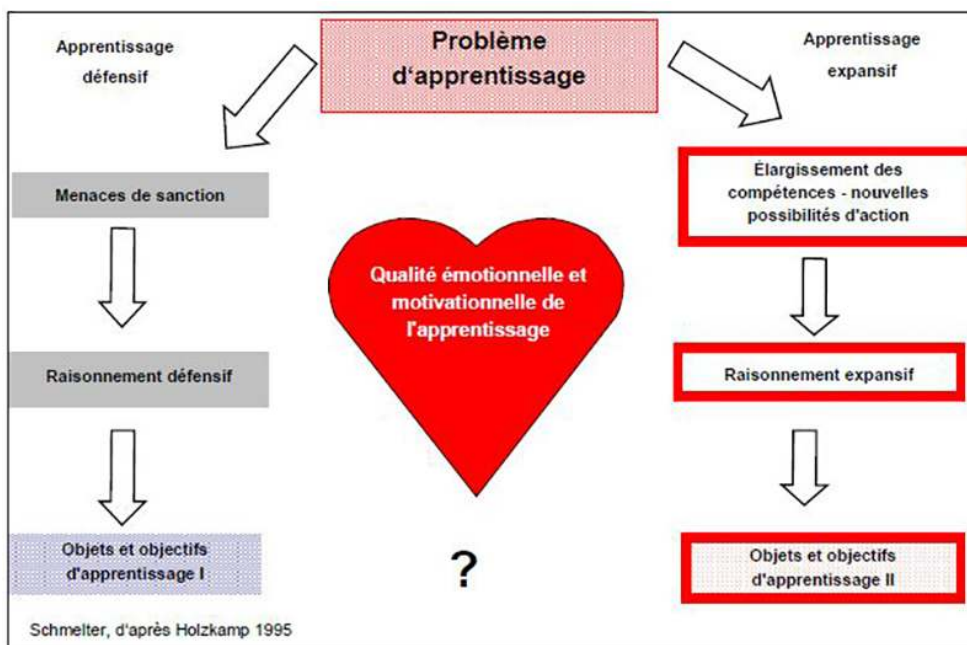 Apprentissage
défensif
Problème
d'apprentissage
Apprentissage
expansif
Menaces de sanction
Élargissement des
compétences - nouvelles
possibilités d'action
Qualité émotionnelle et
motivationnelle de
l'apprentissage
Raisonnement défensif
Raisonnement expansif
Objets et objectifs
d'apprentissage I
?
Objets et objectifs
d'apprentissage II
Schmelter, d'après Holzkamp 1995